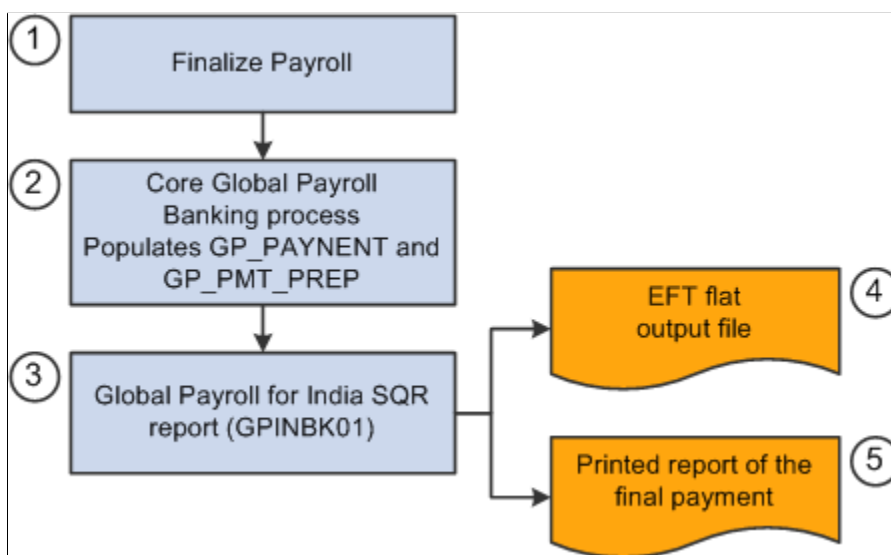 1
Finalize Payroll
2
Core Global Payroll
Banking process
Populates GP_PAYNENT and
GP_PMT_PREP
3
Global Payroll for India SQR
report (GPINBK01)
4
EFT flat
output file
5
Printed report of the
final payment